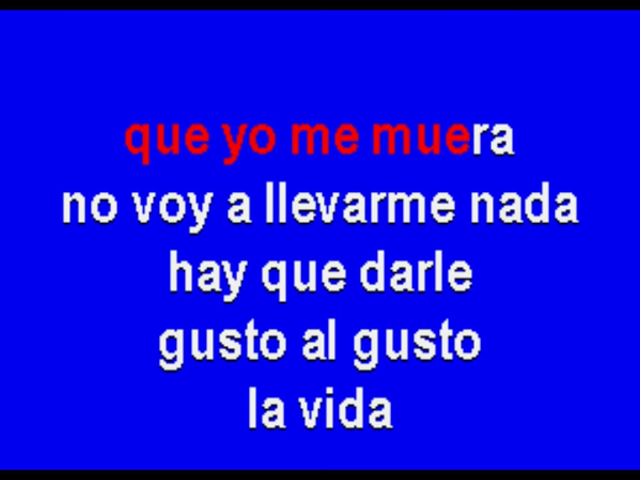 que yo me muera
no voy a llevarme nada
hay que darle
gusto al gusto
la vida